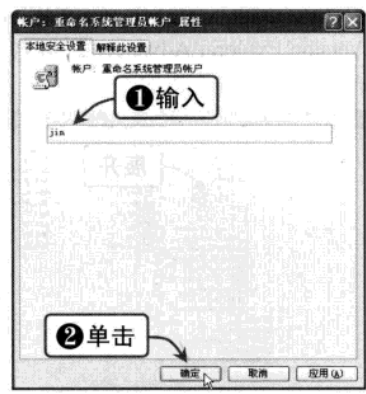 帐户: 重命名系统管理员帐户 属性
本地安全设置 解释此设置
帐户: 重命名系统管理员帐户
❶输入
jin
❷单击
确定 取消 应用(A)